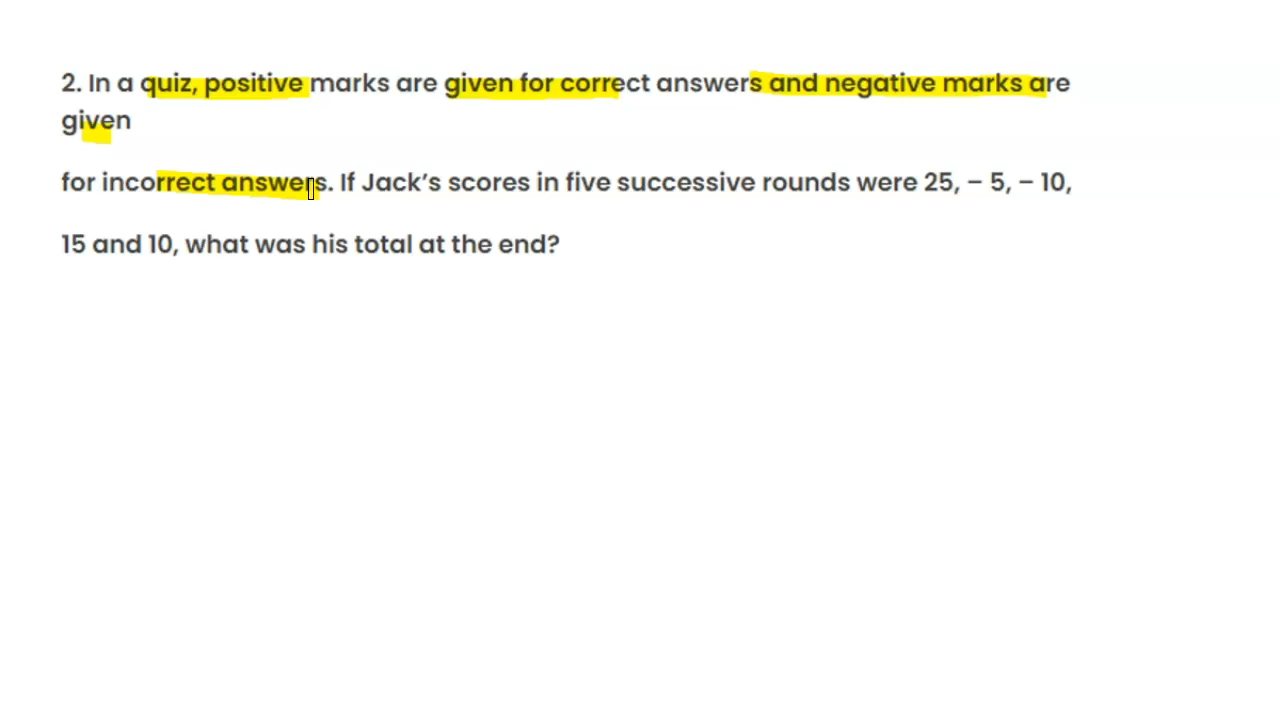 2. In a quiz, positive marks are given for correct answers and negative marks are
given
for incorrect answers. If Jack’s scores in five successive rounds were 25, – 5, – 10,
15 and 10, what was his total at the end?